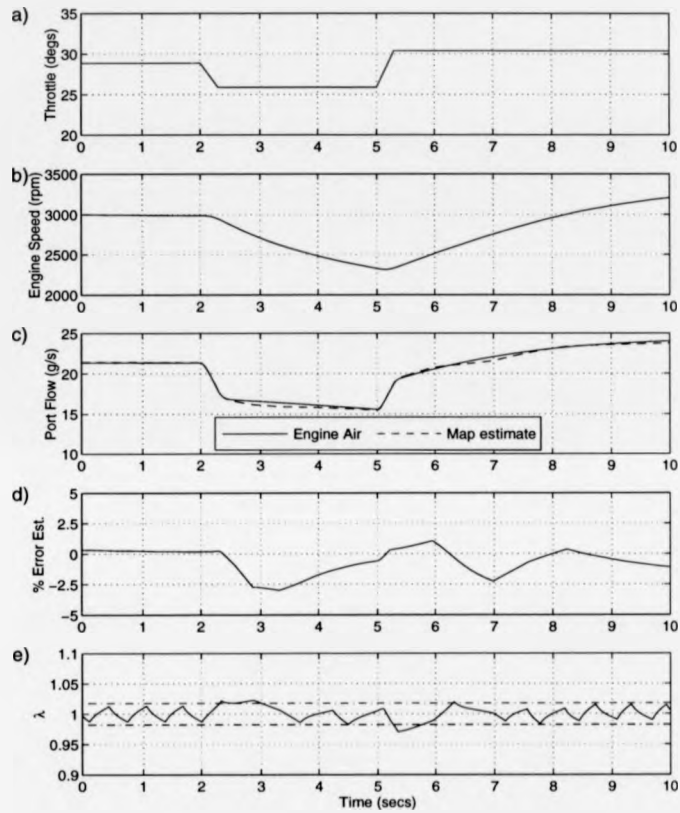 a)
Throttle (degs)
35
30
25
20
0 1 2 3 4 5 6 7 8 9 10
b)
Engine Speed (rpm)
3500
3000
2500
2000
0 1 2 3 4 5 6 7 8 9 10
c)
Port Flow (g/s)
25
20
15
10
Engine Air Map estimate
0 1 2 3 4 5 6 7 8 9 10
d)
% Error Est.
5
2.5
0
−2.5
−5
0 1 2 3 4 5 6 7 8 9 10
e)
λ
1.1
1.05
1
0.95
0.9
0 1 2 3 4 5 6 7 8 9 10
Time (secs)